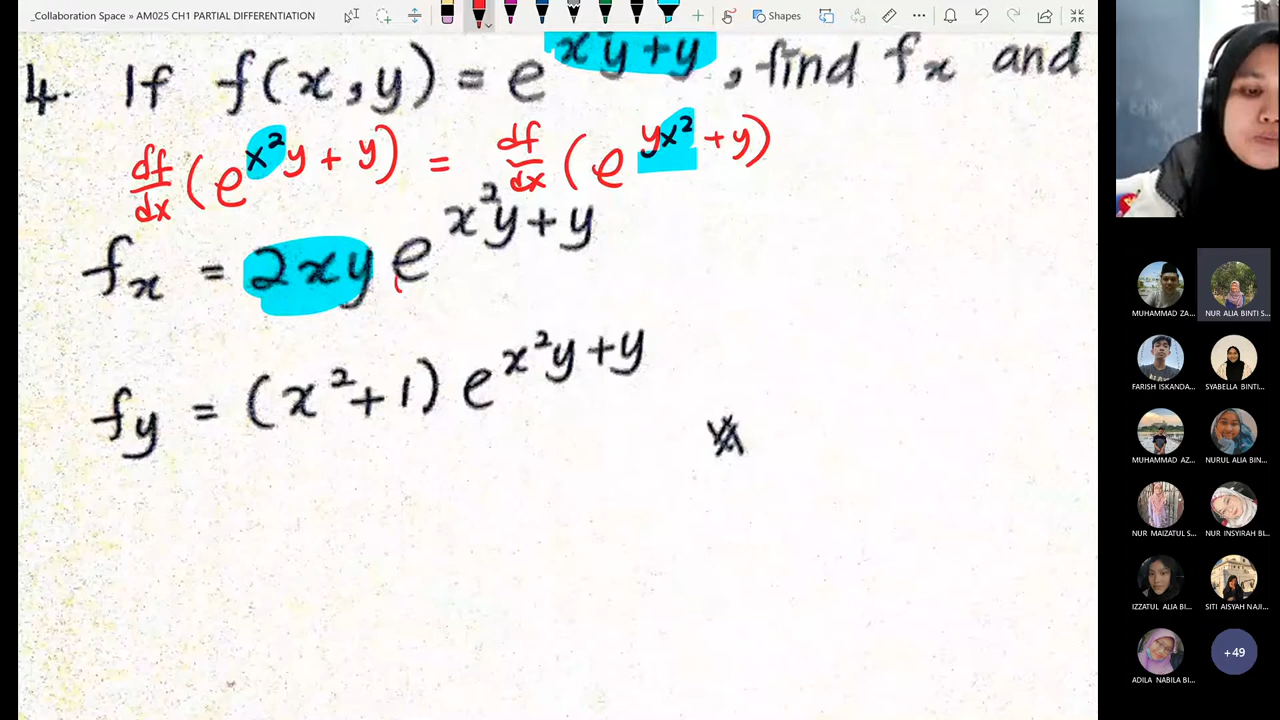 _Collaboration Space » AM025 CH1 PARTIAL DIFFERENTIATION
Shapes
4. If f(x,y) = e^{x²y+y}, find fx and
df/dx (e^{x²y + y}) = df/dx (e^{yx² + y})
fx = 2xy e^{x²y+y}
fy = (x²+1) e^{x²y+y}
MUHAMMAD ZA...
NUR ALIA BINTI S...
FARISH ISKANDA...
SYABELLA BINTI...
MUHAMMAD AZ...
NURUL ALIA BIN...
NUR MAIZATUL S...
NUR INSYIRAH BI...
IZZATUL ALIA BI...
SITI AISYAH NAJI...
ADILA NABILA BI...
+49